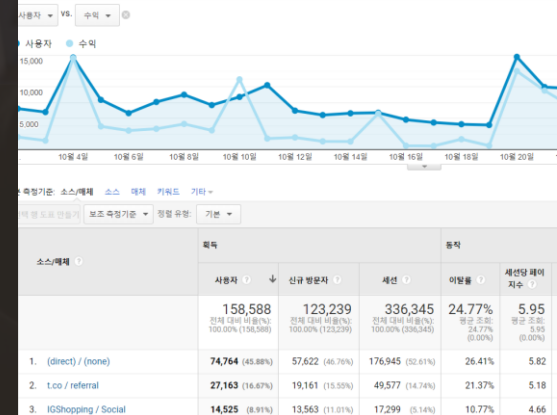 사용자 vs. 수익
사용자 수익
15,000
10,000
5,000
10월 4일 10월 6일 10월 8일 10월 10일 10월 12일 10월 14일 10월 16일 10월 18일 10월 20일
측정기준: 소스/매체 소스 매체 키워드 기타
보조 측정기준 정렬 유형: 기본
소스/매체 획득 동작
사용자 신규 방문자 세션 이탈률 세션당 페이지수
158,588 123,239 336,345 24.77% 5.95
전체 대비 비율(%): 전체 대비 비율(%): 전체 대비 비율(%): 평균 조회: 평균 조회:
100.00% (158,588) 100.00% (123,239) 100.00% (336,345) 24.77% 5.95
(0.00%) (0.00%)
1. (direct) / (none) 74,764 (45.88%) 57,622 (46.76%) 176,945 (52.61%) 26.41% 5.82
2. t.co / referral 27,163 (16.67%) 19,161 (15.55%) 49,577 (14.74%) 21.37% 5.18
3. IGShopping / Social 14,525 (8.91%) 13,563 (11.01%) 17,299 (5.14%) 10.77% 4.66